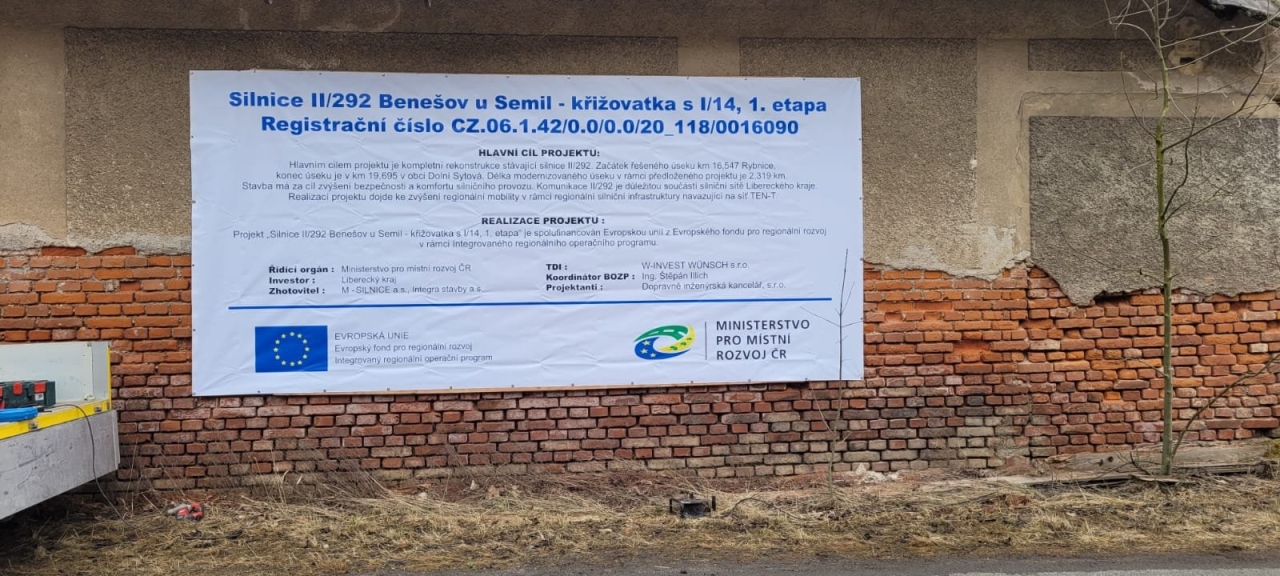 Silnice II/292 Benešov u Semil - křižovatka s I/14, 1. etapa
Registrační číslo CZ.06.1.42/0.0/0.0/20_118/0016090
HLAVNÍ CÍL PROJEKTU:
Hlavním cílem projektu je kompletní rekonstrukce stávající silnice II/292. Začátek řešeného úseku km 16,547 Rybnice,
konec úseku je v km 19,695 v obci Dolní Sytová. Délka modernizovaného úseku v rámci předloženého projektu je 2,319 km.
Stavba má za cíl zvýšení bezpečnosti a komfortu silničního provozu. Komunikace II/292 je důležitou součástí silniční sítě Libereckého kraje.
Realizací projektu dojde ke zvýšení regionální mobility v rámci regionální silniční infrastruktury navazující na síť TEN-T
REALIZACE PROJEKTU :
Projekt „Silnice II/292 Benešov u Semil - křižovatka s I/14, 1. etapa" je spolufinancován Evropskou unií z Evropského fondu pro regionální rozvoj
v rámci Integrovaného regionálního operačního programu.
Řídicí orgán : Ministerstvo pro místní rozvoj ČR
Investor : Liberecký kraj
Zhotovitel : M -SILNICE a.s., Integra stavby a.s.
TDI : W-INVEST WÜNSCH s.r.o.
Koordinátor BOZP : Ing. Štěpán Illich
Projektanti : Dopravně inženýrská kancelář, s.r.o.
EVROPSKÁ UNIE
Evropský fond pro regionální rozvoj
Integrovaný regionální operační program
MINISTERSTVO
PRO MÍSTNÍ
ROZVOJ ČR